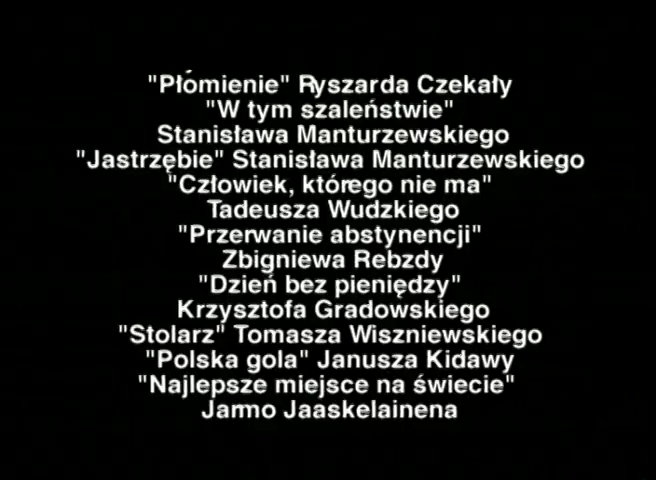 "Płomienie" Ryszarda Czekały
"W tym szaleństwie"
Stanisława Manturzewskiego
"Jastrzębie" Stanisława Manturzewskiego
"Człowiek, którego nie ma"
Tadeusza Wudzkiego
"Przerwanie abstynencji"
Zbigniewa Rebzdy
"Dzień bez pieniędzy"
Krzysztofa Gradowskiego
"Stolarz" Tomasza Wiszniewskiego
"Polska gola" Janusza Kidawy
"Najlepsze miejsce na świecie"
Jarmo Jaaskelainena